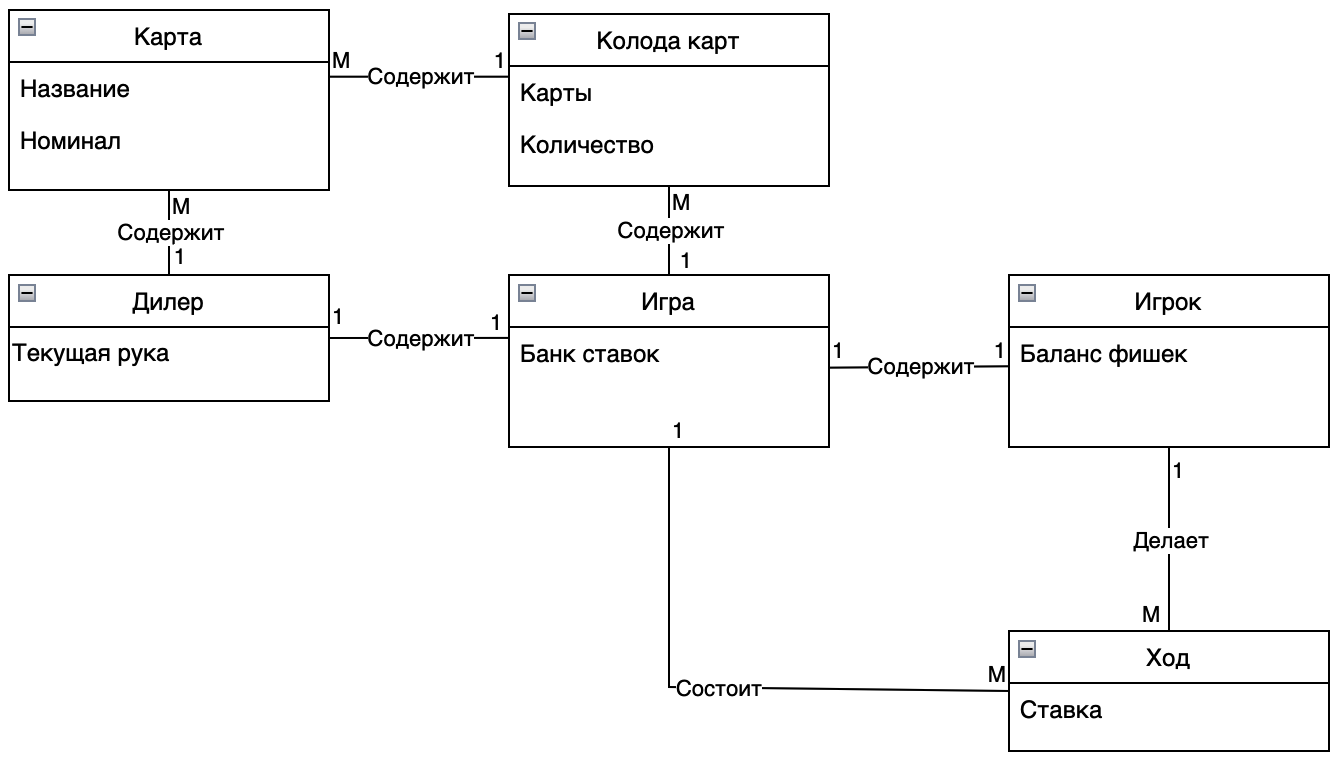 Карта
Название
Номинал
М
Содержит
1
Колода карт
Карты
Количество
М
Содержит
1
М
Содержит
1
Дилер
Текущая рука
1
Содержит
1
Игра
Банк ставок
1
1
Содержит
1
Игрок
Баланс фишек
1
Делает
М
Состоит
М
Ход
Ставка